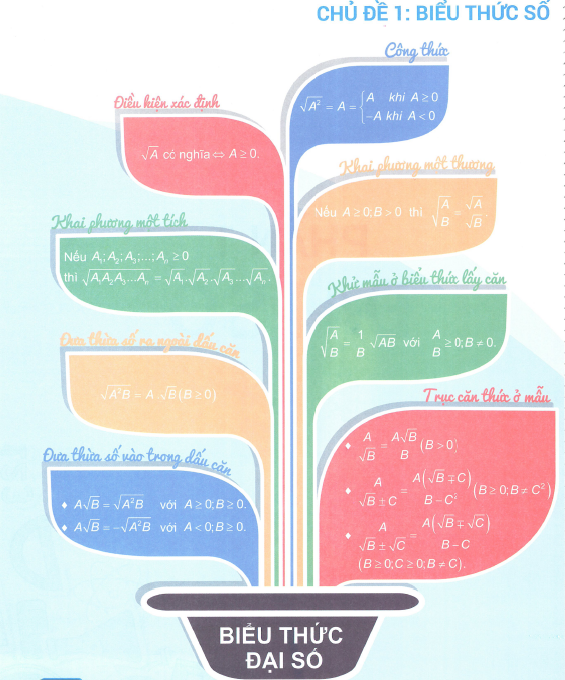 CHỦ ĐỀ 1: BIỂU THỨC SỐ
Công thức
√A² = A = { A khi A ≥ 0
−A khi A < 0
Điều kiện xác định
√A có nghĩa ⇔ A ≥ 0.
Khai phương một thương
Nếu A ≥ 0; B > 0 thì √(A/B) = √A/√B.
Khai phương một tích
Nếu A₁; A₂; A₃; ...; Aₙ ≥ 0
thì √(A₁A₂A₃...Aₙ) = √A₁.√A₂.√A₃...√Aₙ.
Khử mẫu ở biểu thức lấy căn
√(A/B) = 1/B √AB với A/B ≥ 0; B ≠ 0.
Đưa thừa số ra ngoài dấu căn
√(A²B) = A.√B (B ≥ 0)
Trục căn thức ở mẫu
♦ A/√B = A√B/B (B > 0);
♦ A/(√B ± C) = A(√B ∓ C)/(B − C²) (B ≥ 0; B ≠ C²)
♦ A/(√B ± √C) = A(√B ∓ √C)/(B − C)
(B ≥ 0; C ≥ 0; B ≠ C).
Đưa thừa số vào trong dấu căn
♦ A√B = √(A²B) với A ≥ 0; B ≥ 0.
♦ A√B = −√(A²B) với A < 0; B ≥ 0.
BIỂU THỨC
ĐẠI SỐ